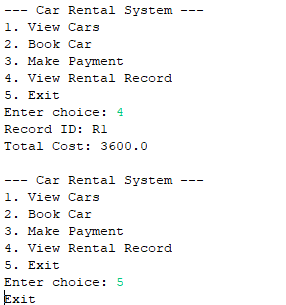 --- Car Rental System ---
1. View Cars
2. Book Car
3. Make Payment
4. View Rental Record
5. Exit
Enter choice: 4
Record ID: R1
Total Cost: 3600.0

--- Car Rental System ---
1. View Cars
2. Book Car
3. Make Payment
4. View Rental Record
5. Exit
Enter choice: 5
Exit